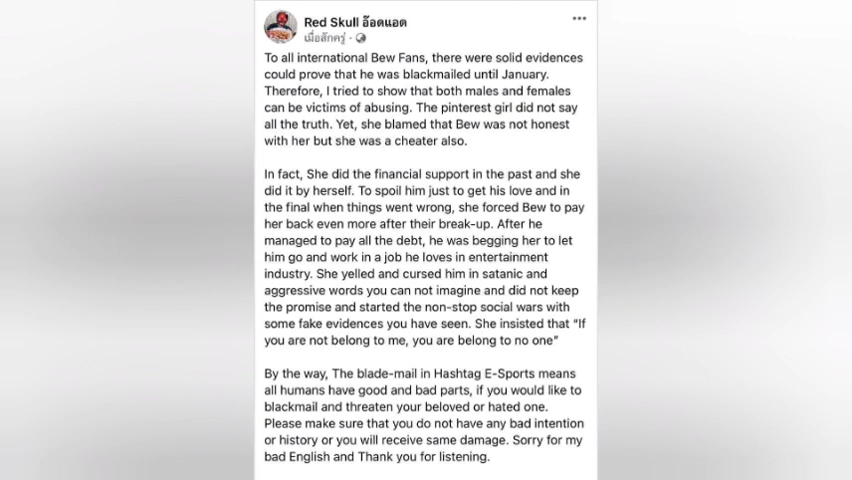 Red Skull อ๊อดแอด
เมื่อสักครู่ ·
To all international Bew Fans, there were solid evidences
could prove that he was blackmailed until January.
Therefore, I tried to show that both males and females
can be victims of abusing. The pinterest girl did not say
all the truth. Yet, she blamed that Bew was not honest
with her but she was a cheater also.
In fact, She did the financial support in the past and she
did it by herself. To spoil him just to get his love and in
the final when things went wrong, she forced Bew to pay
her back even more after their break-up. After he
managed to pay all the debt, he was begging her to let
him go and work in a job he loves in entertainment
industry. She yelled and cursed him in satanic and
aggressive words you can not imagine and did not keep
the promise and started the non-stop social wars with
some fake evidences you have seen. She insisted that “If
you are not belong to me, you are belong to no one”
By the way, The blade-mail in Hashtag E-Sports means
all humans have good and bad parts, if you would like to
blackmail and threaten your beloved or hated one.
Please make sure that you do not have any bad intention
or history or you will receive same damage. Sorry for my
bad English and Thank you for listening.